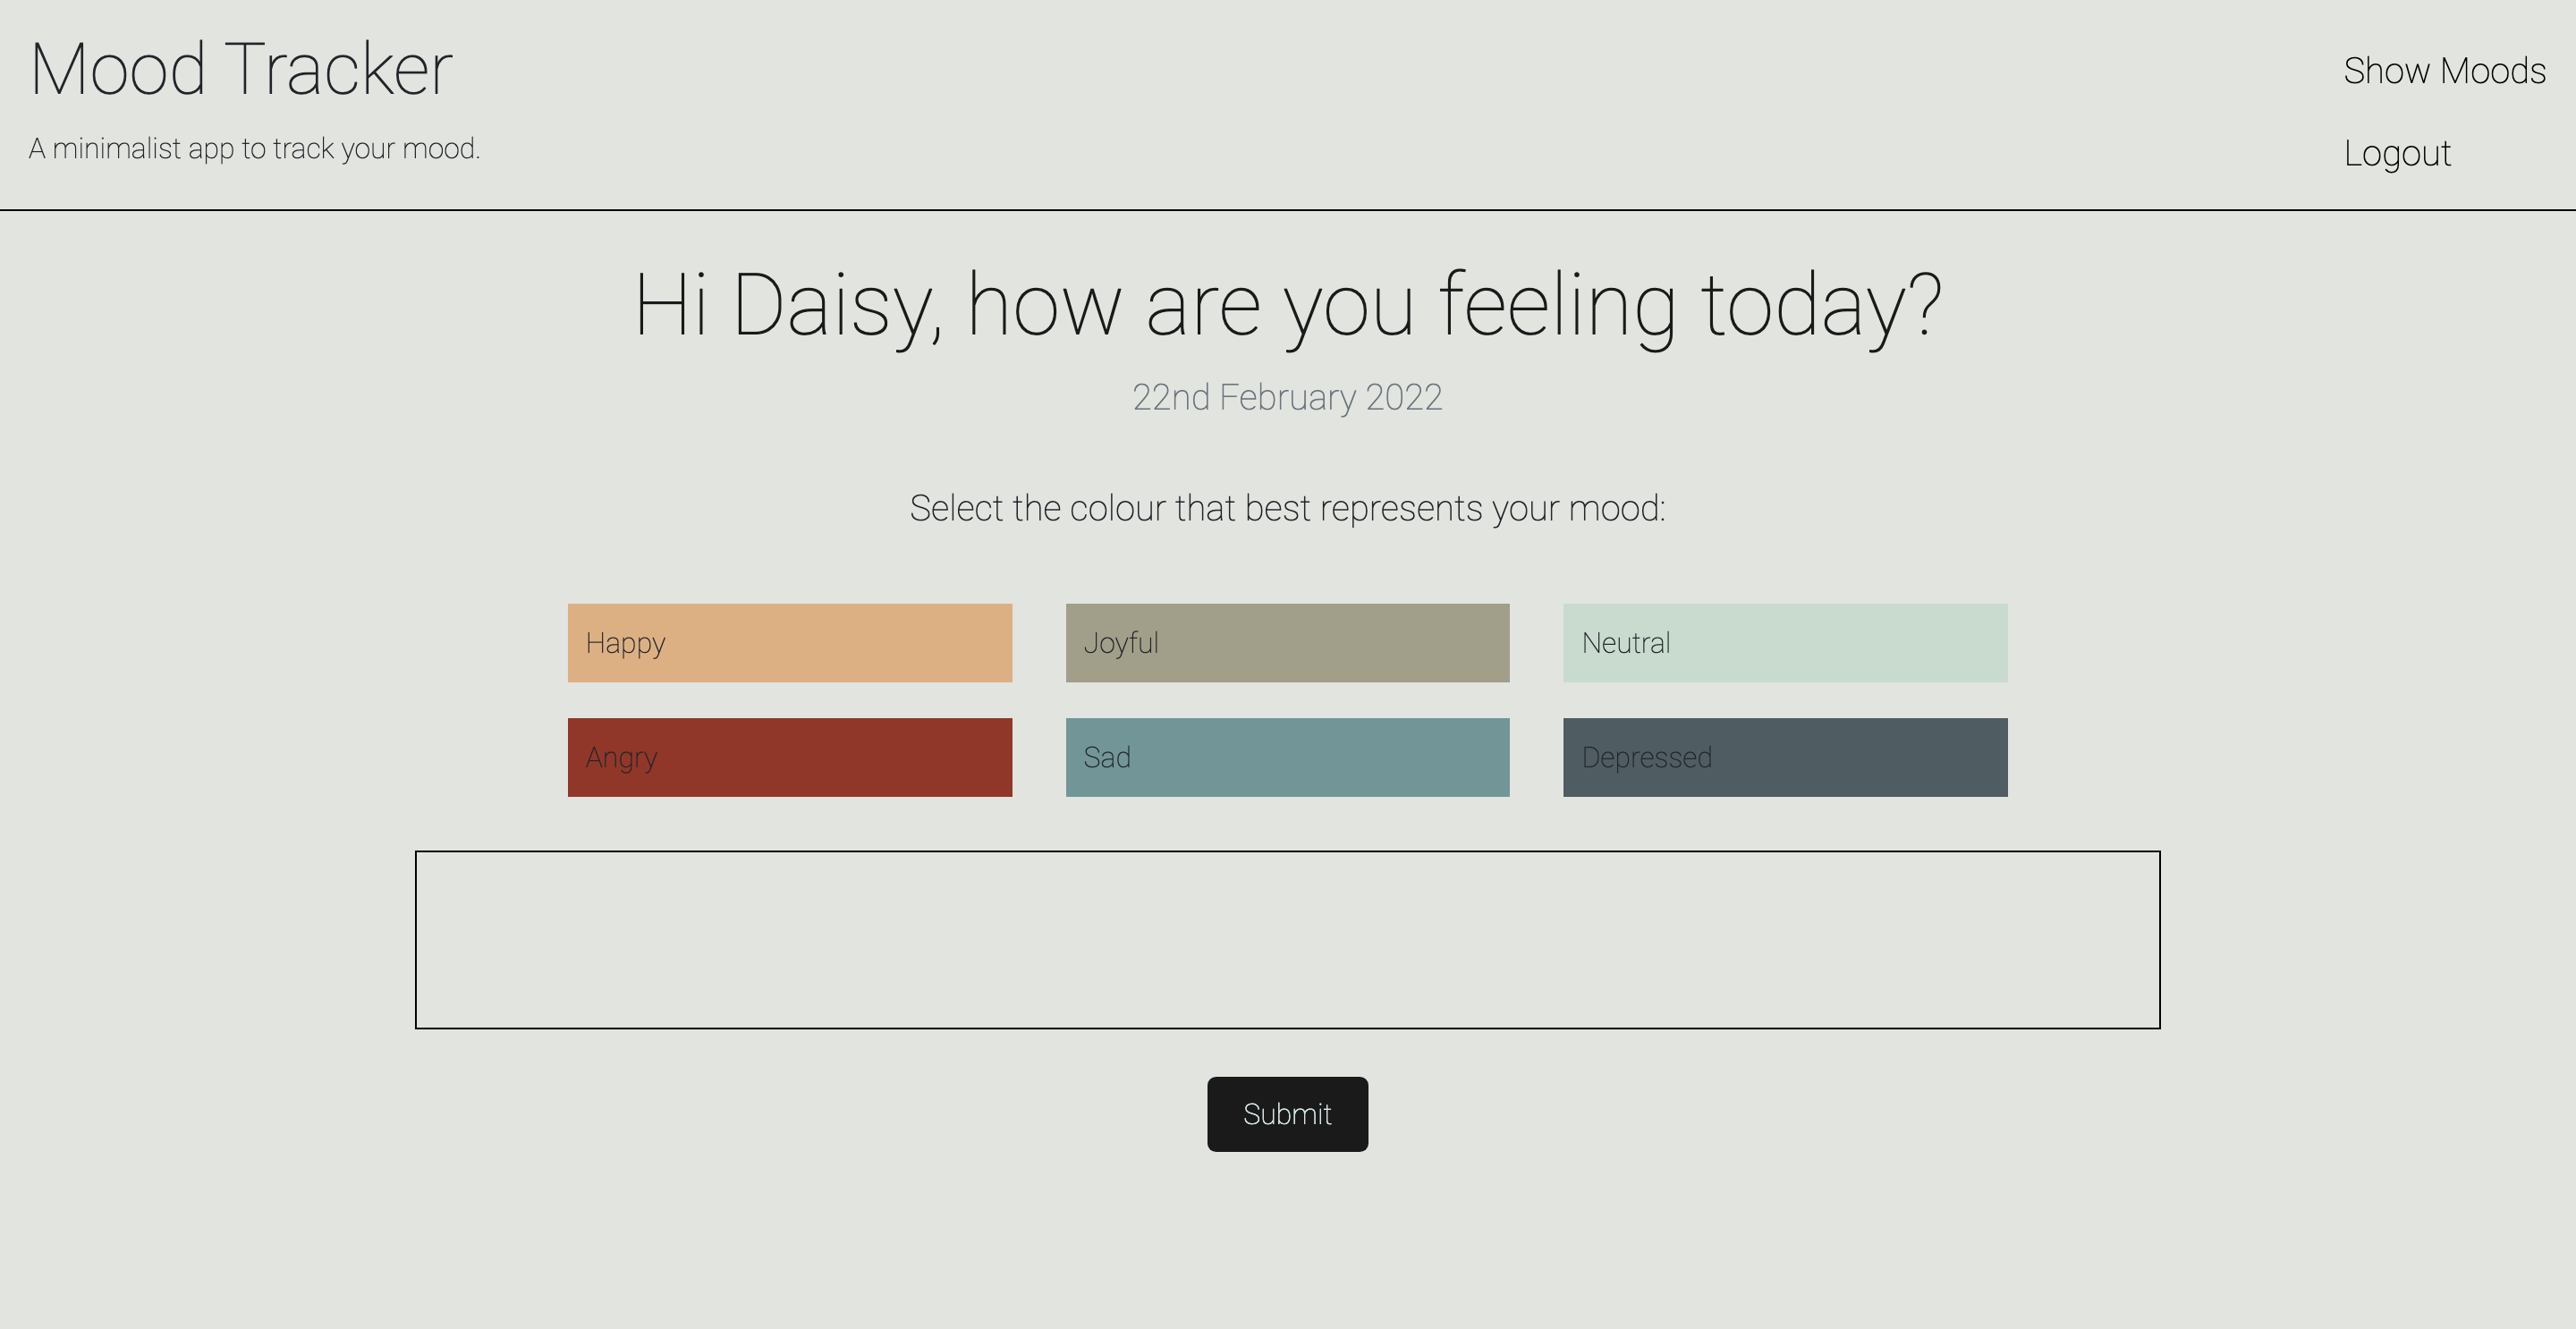 Mood Tracker
A minimalist app to track your mood.
Show Moods
Logout
Hi Daisy, how are you feeling today?
22nd February 2022
Select the colour that best represents your mood:
Happy
Joyful
Neutral
Angry
Sad
Depressed
Submit